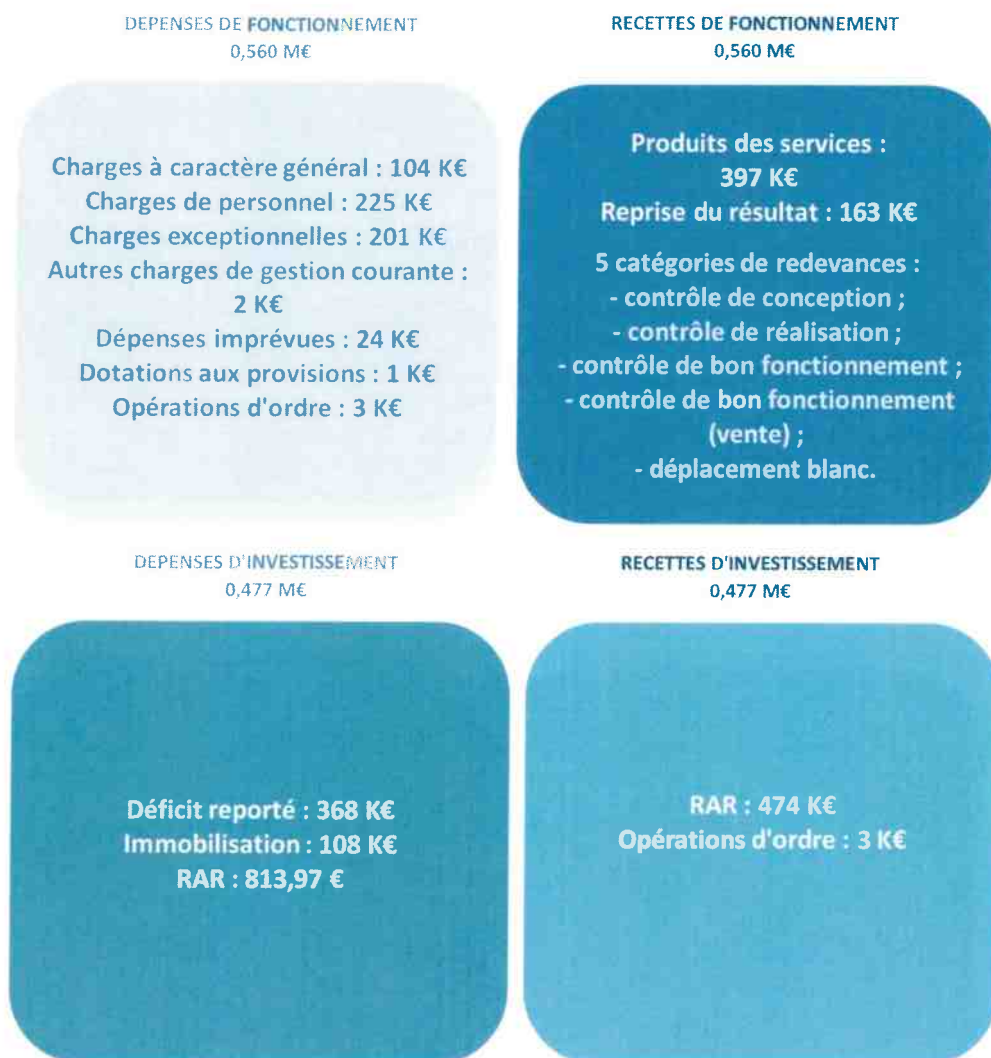 DEPENSES DE FONCTIONNEMENT
0,560 M€
Charges à caractère général : 104 K€
Charges de personnel : 225 K€
Charges exceptionnelles : 201 K€
Autres charges de gestion courante :
2 K€
Dépenses imprévues : 24 K€
Dotations aux provisions : 1 K€
Opérations d'ordre : 3 K€
RECETTES DE FONCTIONNEMENT
0,560 M€
Produits des services :
397 K€
Reprise du résultat : 163 K€
5 catégories de redevances :
- contrôle de conception ;
- contrôle de réalisation ;
- contrôle de bon fonctionnement ;
- contrôle de bon fonctionnement
(vente) ;
- déplacement blanc.
DEPENSES D'INVESTISSEMENT
0,477 M€
Déficit reporté : 368 K€
Immobilisation : 108 K€
RAR : 813,97 €
RECETTES D'INVESTISSEMENT
0,477 M€
RAR : 474 K€
Opérations d'ordre : 3 K€